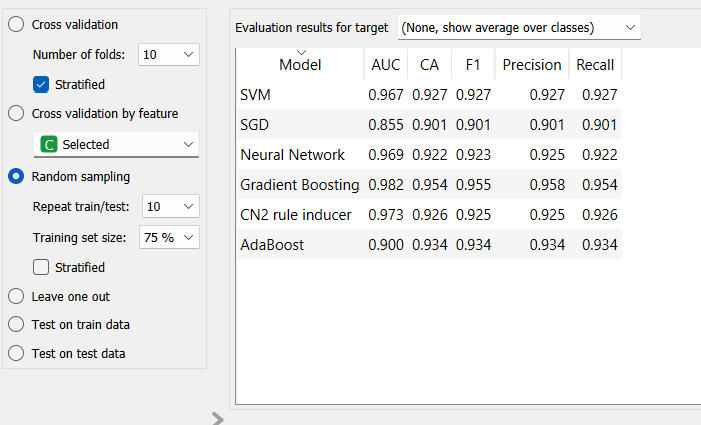 Cross validation
Number of folds: 10
Stratified
Cross validation by feature
C Selected
Random sampling
Repeat train/test: 10
Training set size: 75 %
Stratified
Leave one out
Test on train data
Test on test data
Evaluation results for target (None, show average over classes)
Model AUC CA F1 Precision Recall
SVM 0.967 0.927 0.927 0.927 0.927
SGD 0.855 0.901 0.901 0.901 0.901
Neural Network 0.969 0.922 0.923 0.925 0.922
Gradient Boosting 0.982 0.954 0.955 0.958 0.954
CN2 rule inducer 0.973 0.926 0.925 0.925 0.926
AdaBoost 0.900 0.934 0.934 0.934 0.934